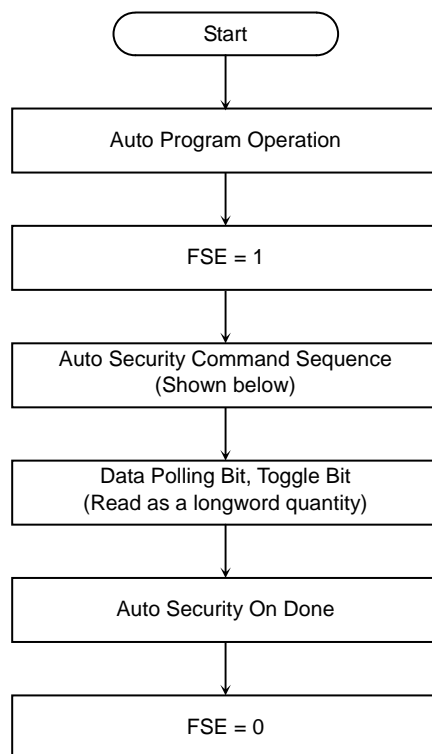 Start
Auto Program Operation
FSE = 1
Auto Security Command Sequence
(Shown below)
Data Polling Bit, Toggle Bit
(Read as a longword quantity)
Auto Security On Done
FSE = 0